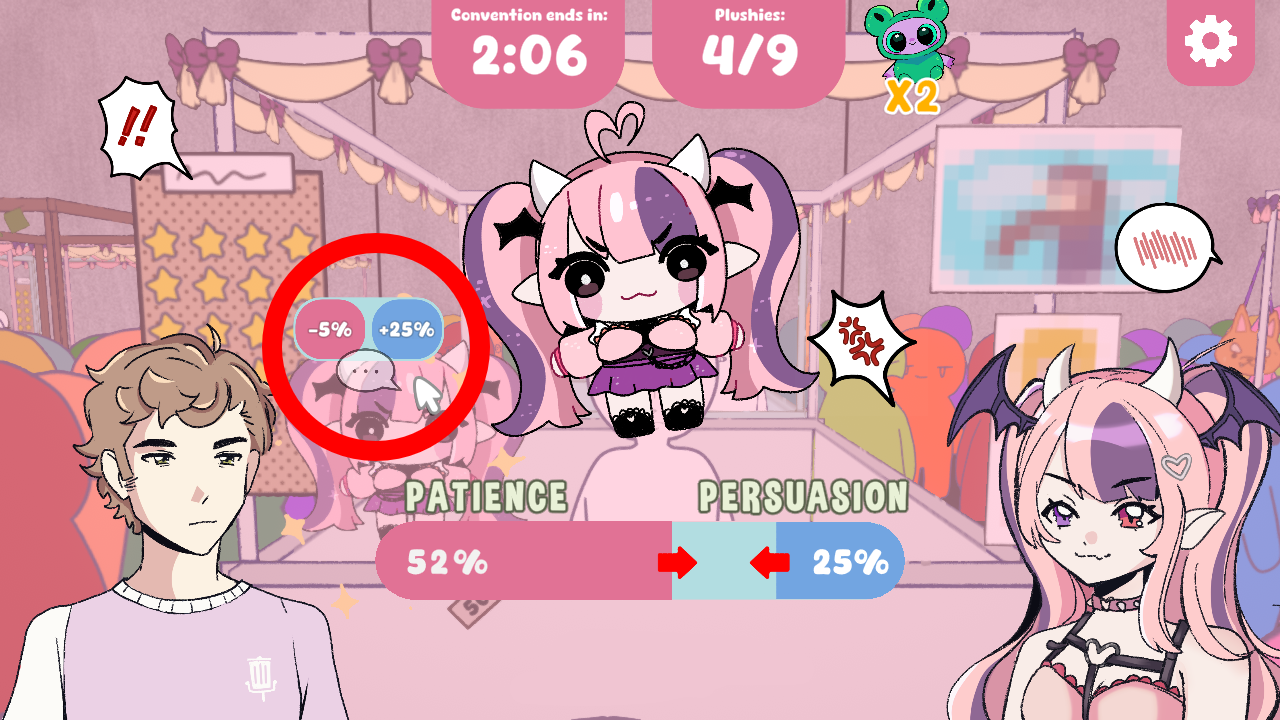 Convention ends in:
2:06
Plushies:
4/9
X2
!!
-5%
+25%
...
PATIENCE
PERSUASION
52%
25%